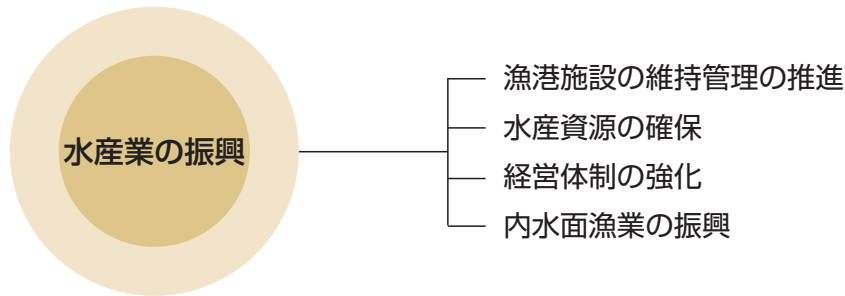 水産業の振興
漁港施設の維持管理の推進
水産資源の確保
経営体制の強化
内水面漁業の振興